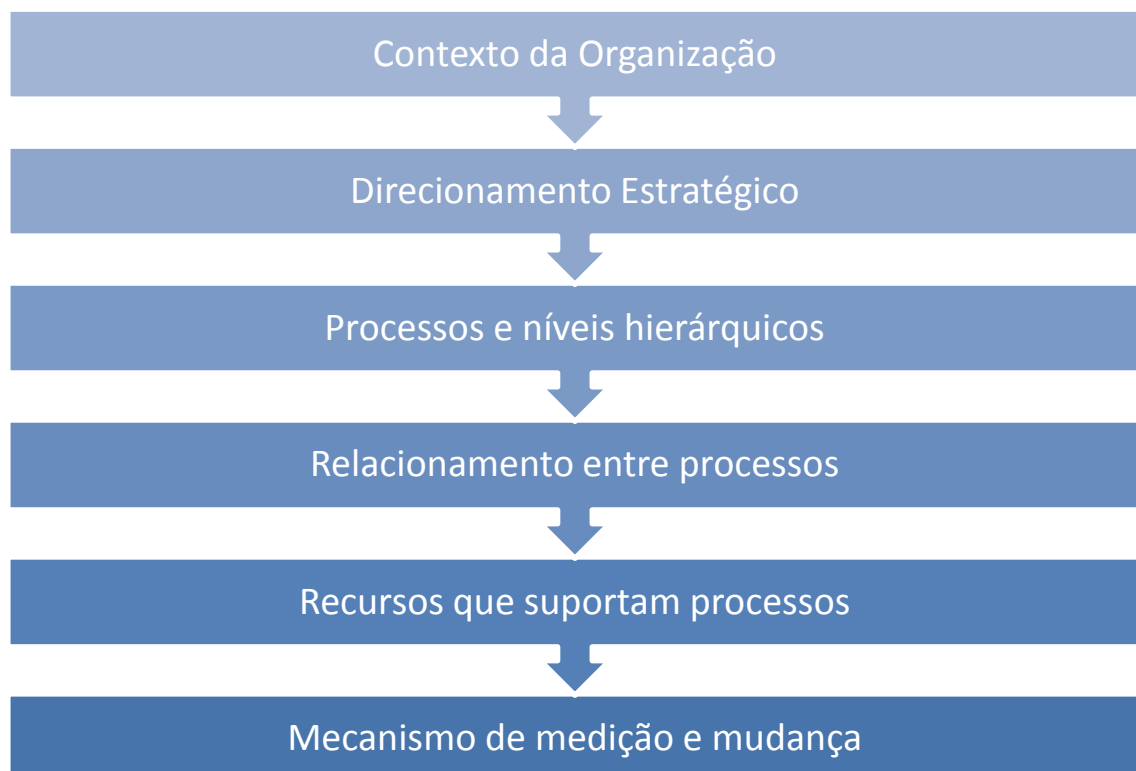 Contexto da Organização
Direcionamento Estratégico
Processos e níveis hierárquicos
Relacionamento entre processos
Recursos que suportam processos
Mecanismo de medição e mudança